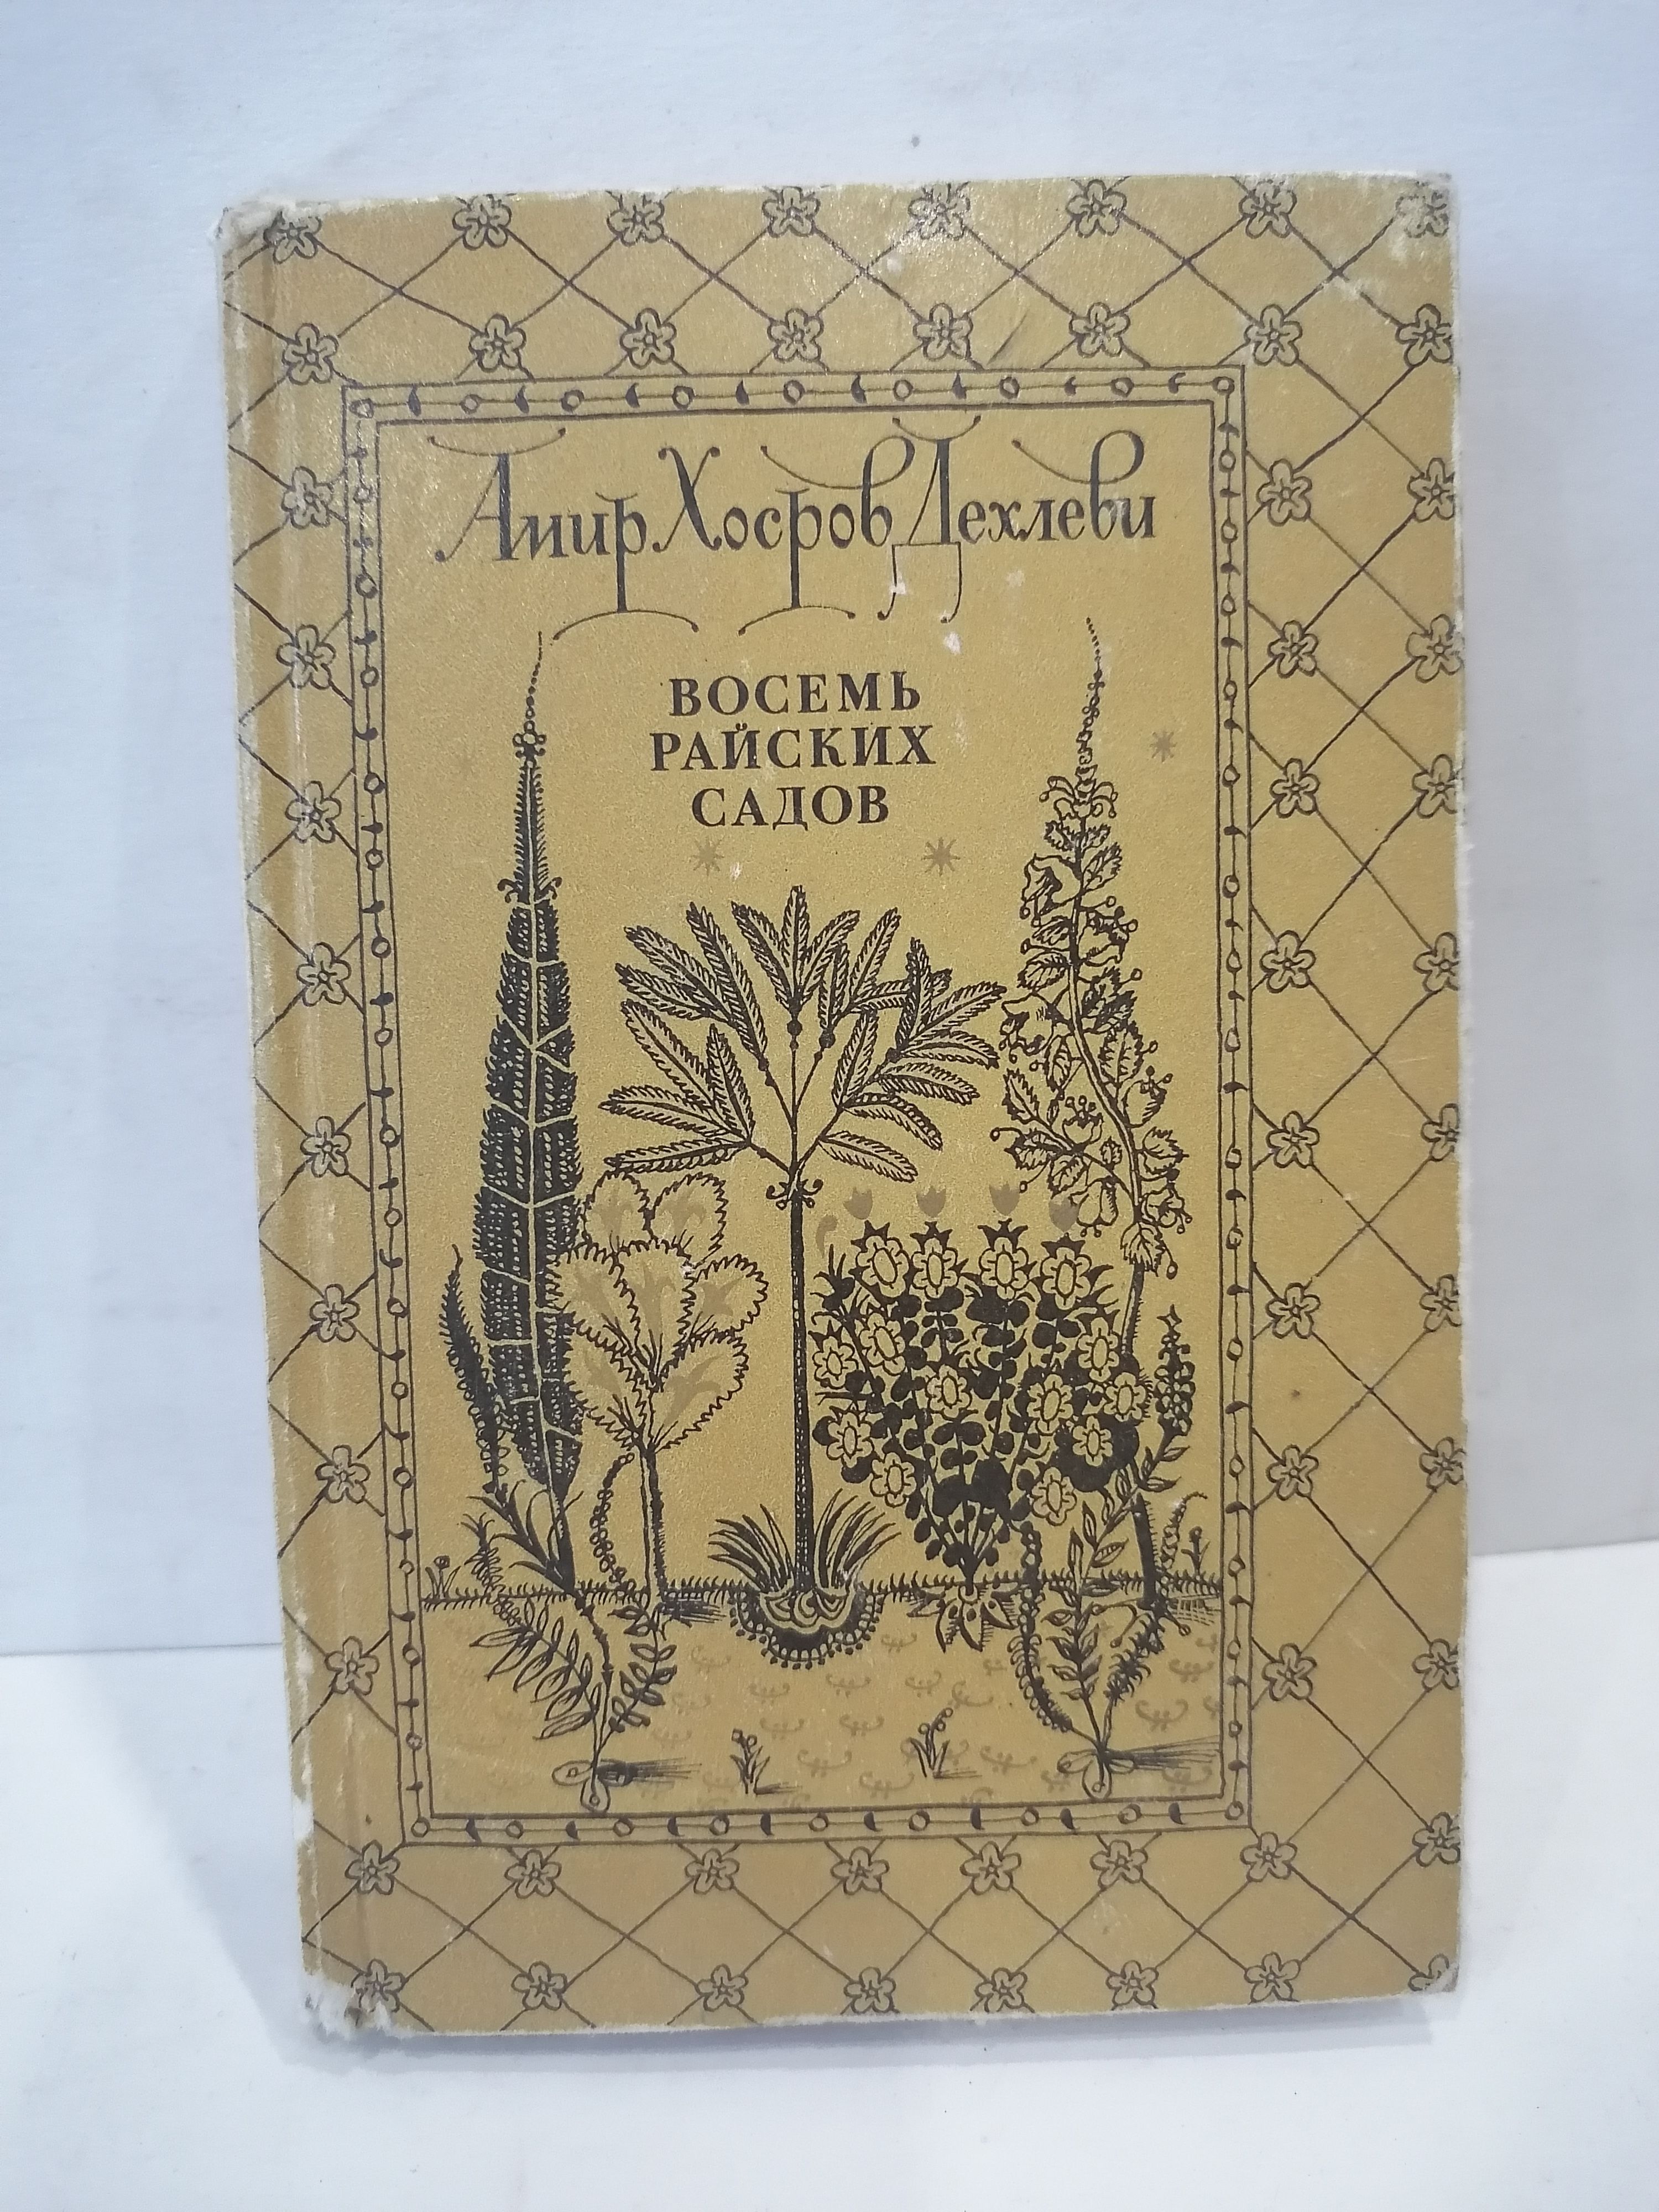 Амир Хосров Дехлеви
ВОСЕМЬ
РАЙСКИХ
САДОВ